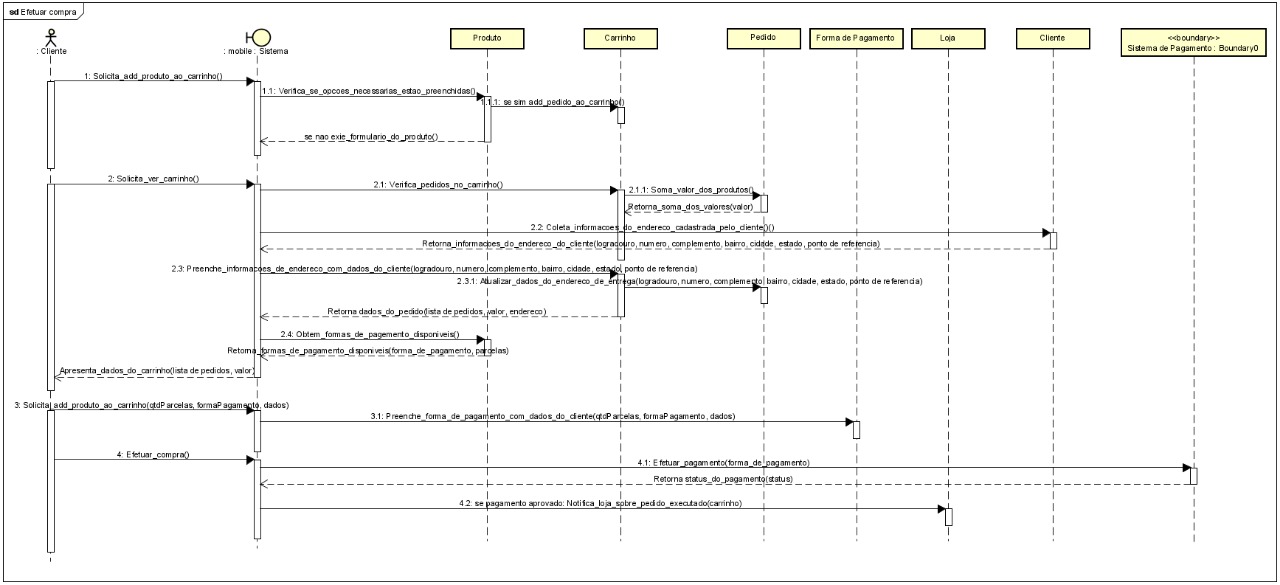 sd Efetuar compra
: Cliente
: mobile : Sistema
Produto
Carrinho
Pedido
Forma de Pagamento
Loja
Cliente
<<boundary>>
Sistema de Pagamento : Boundary0
1: Solicita_add_produto_ao_carrinho()
1.1: Verifica_se_opcoes_necessarias_estao_preenchidas()
1.1.1: se sim add_pedido_ao_carrinho()
se nao exie_formulario_do_produto()
2: Solicita_ver_carrinho()
2.1: Verifica_pedidos_no_carrinho()
2.1.1: Soma_valor_dos_produtos()
Retorna_soma_dos_valores(valor)
2.2: Coleta_informacoes_do_endereco_cadastrada_pelo_cliente()()
Retorna_informacoes_do_endereco_do_cliente(logradouro, numero, complemento, bairro, cidade, estado, ponto de referencia)
2.3: Preenche_informacoes_de_endereco_com_dados_do_cliente(logradouro, numero, complemento, bairro, cidade, estado, ponto de referencia)
2.3.1: Atualizar_dados_do_endereco_de_entrega(logradouro, numero, complemento, bairro, cidade, estado, ponto de referencia)
Retorna dados_do_pedido(lista de pedidos, valor, endereco)
2.4: Obtem_formas_de_pagemento_disponiveis()
Retorna_formas_de_pagamento_disponiveis(forma_de_pagamento, parcelas)
Apresenta_dados_do_carrinho(lista de pedidos, valor)
3: Solicita_add_produto_ao_carrinho(qtdParcelas, formaPagamento, dados)
3.1: Preenche_forma_de_pagamento_com_dados_do_cliente(qtdParcelas, formaPagamento, dados)
4: Efetuar_compra()
4.1: Efetuar_pagamento(forma_de_pagamento)
Retorna status_do_pagamento(status)
4.2: se pagamento aprovado: Notifica_loja_sobre_pedido_executado(carrinho)